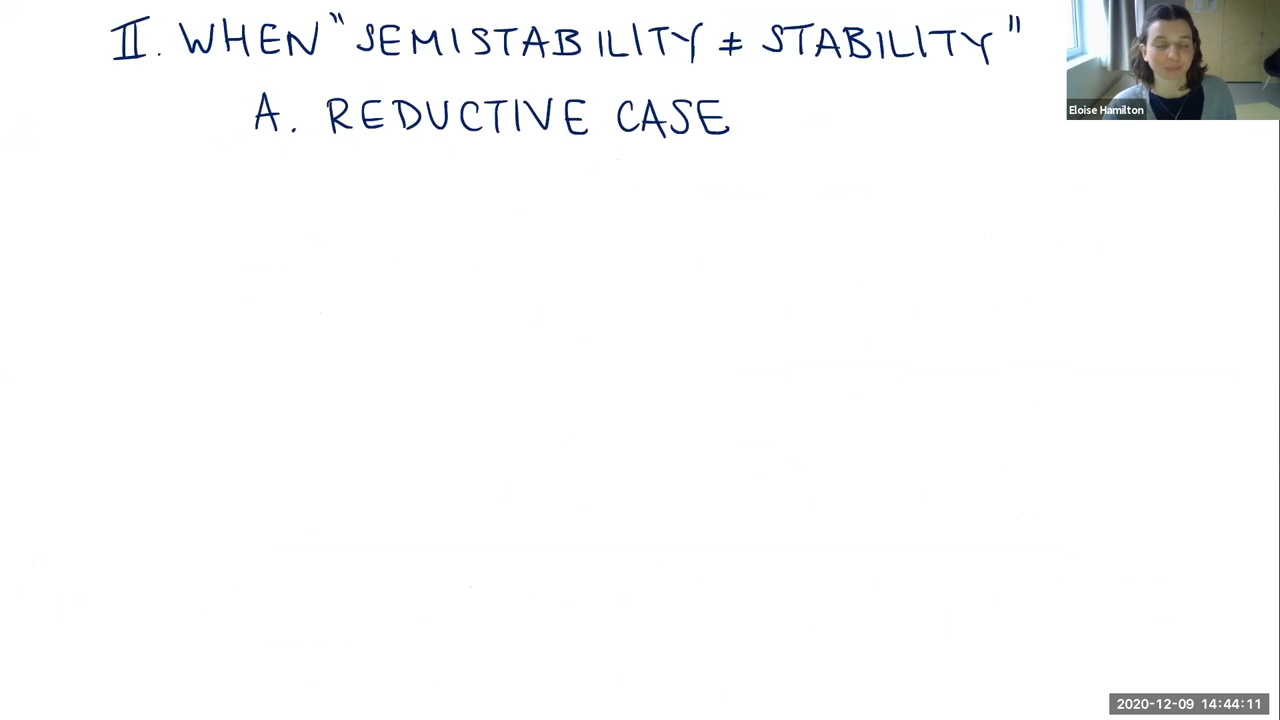 II. WHEN "SEMISTABILITY ≠ STABILITY"
A. REDUCTIVE CASE
Eloise Hamilton
2020-12-09 14:44:11